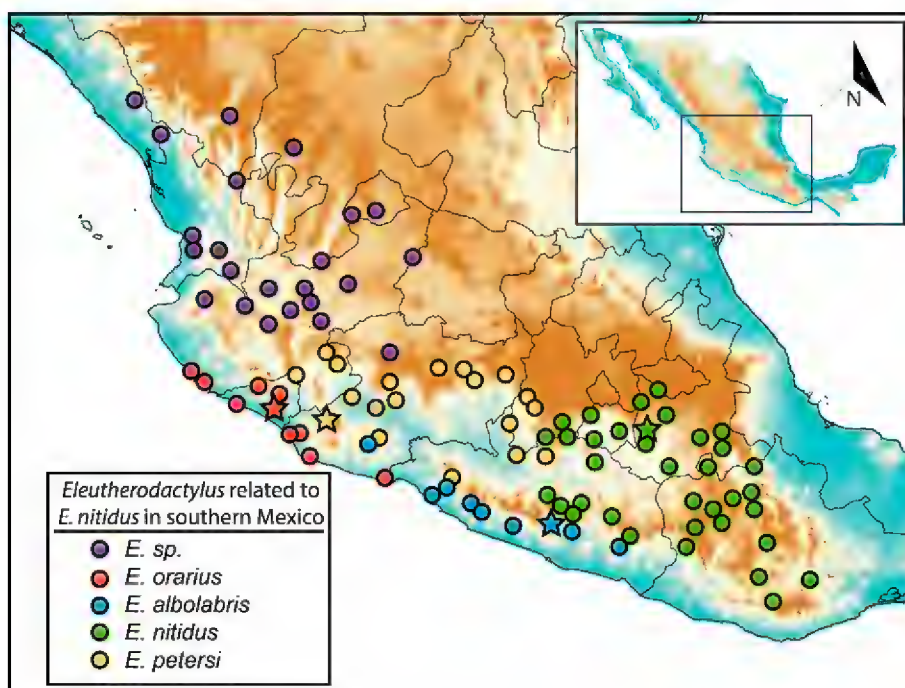 N
Eleutherodactylus related to
E. nitidus in southern Mexico
E. sp.
E. orarius
E. albolabris
E. nitidus
E. petersi